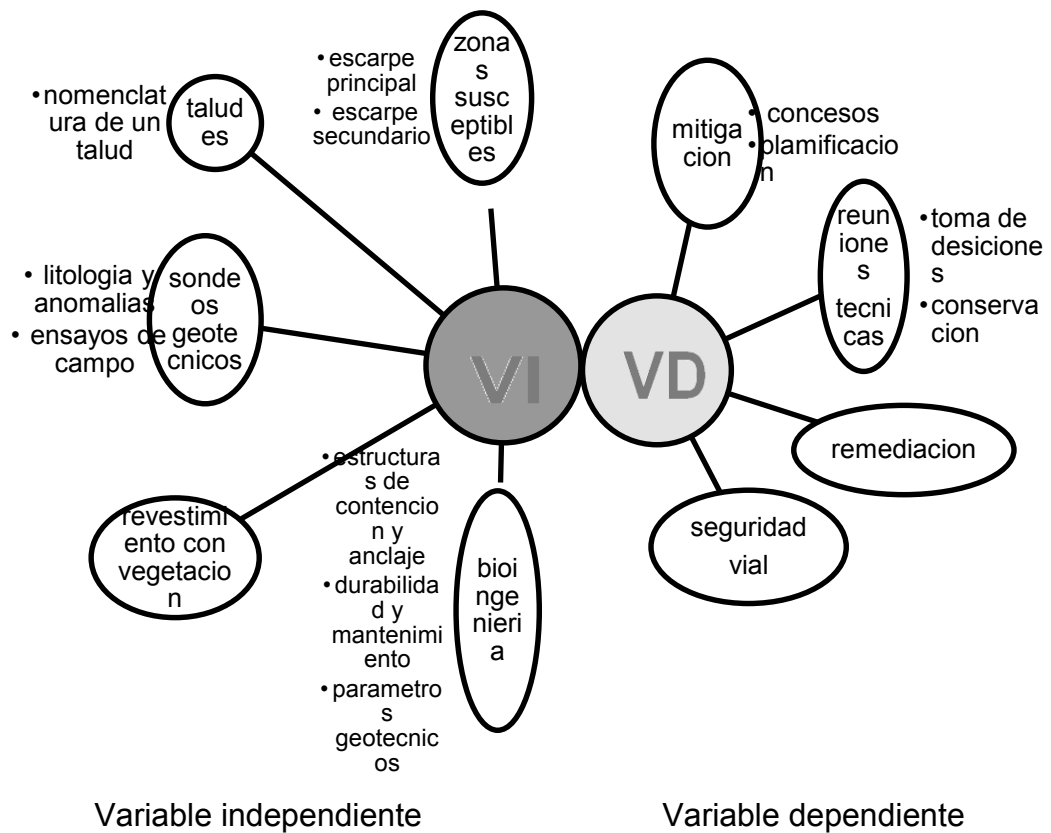 •nomenclat
ura de un
talud
talud
es
• escarpe
principal
• escarpe
secundario
zona
s
susc
eptibl
es
• litologia y
anomalias
• ensayos de
campo
sonde
os
geote
cnicos
revestimi
ento con
vegetacio
n
• estructura
s de
contencio
n y
anclaje
• durabilida
d y
mantenimi
ento
• parametro
s
geotecnic
os
bioi
nge
nieri
a
VI
VD
mitiga
cion
• concesos
• plamificacio
n
reun
ione
s
tecni
cas
• toma de
desicione
s
• conserva
cion
remediacion
seguridad
vial
Variable independiente
Variable dependiente